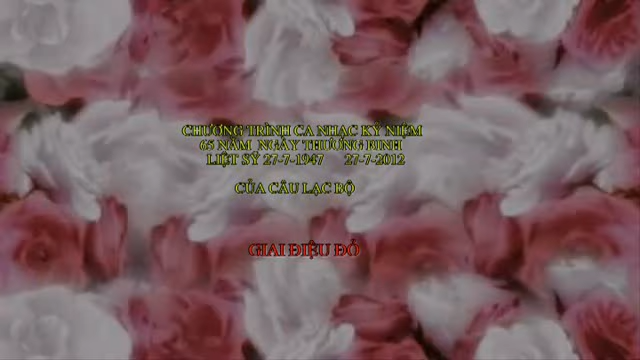 CHƯƠNG TRÌNH CA NHẠC KỶ NIỆM
65 NĂM NGÀY THƯƠNG BINH
LIỆT SỸ 27-7-1947 27-7-2012
CỦA CÂU LẠC BỘ
GIAI ĐIỆU ĐỎ